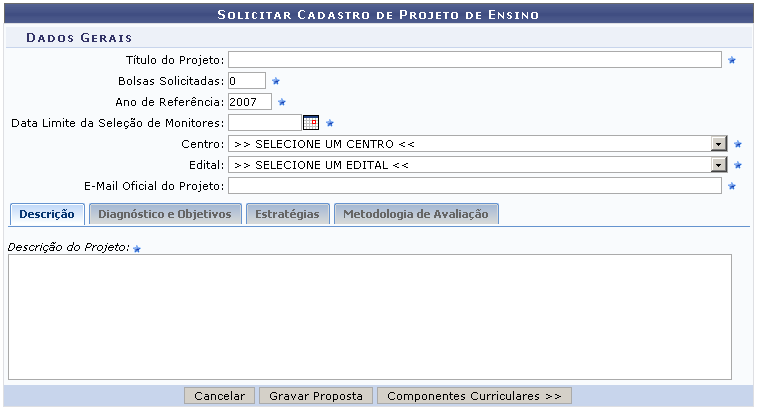 Solicitar Cadastro de Projeto de Ensino
Dados Gerais
Título do Projeto:
Bolsas Solicitadas: 0
Ano de Referência: 2007
Data Limite da Seleção de Monitores:
Centro: >> SELECIONE UM CENTRO <<
Edital: >> SELECIONE UM EDITAL <<
E-Mail Oficial do Projeto:
Descrição Diagnóstico e Objetivos Estratégias Metodologia de Avaliação
Descrição do Projeto:
Cancelar Gravar Proposta Componentes Curriculares >>